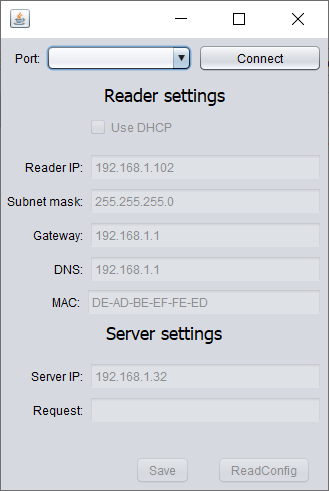 Port: Connect
Reader settings
Use DHCP
Reader IP: 192.168.1.102
Subnet mask: 255.255.255.0
Gateway: 192.168.1.1
DNS: 192.168.1.1
MAC: DE-AD-BE-EF-FE-ED
Server settings
Server IP: 192.168.1.32
Request:
Save ReadConfig